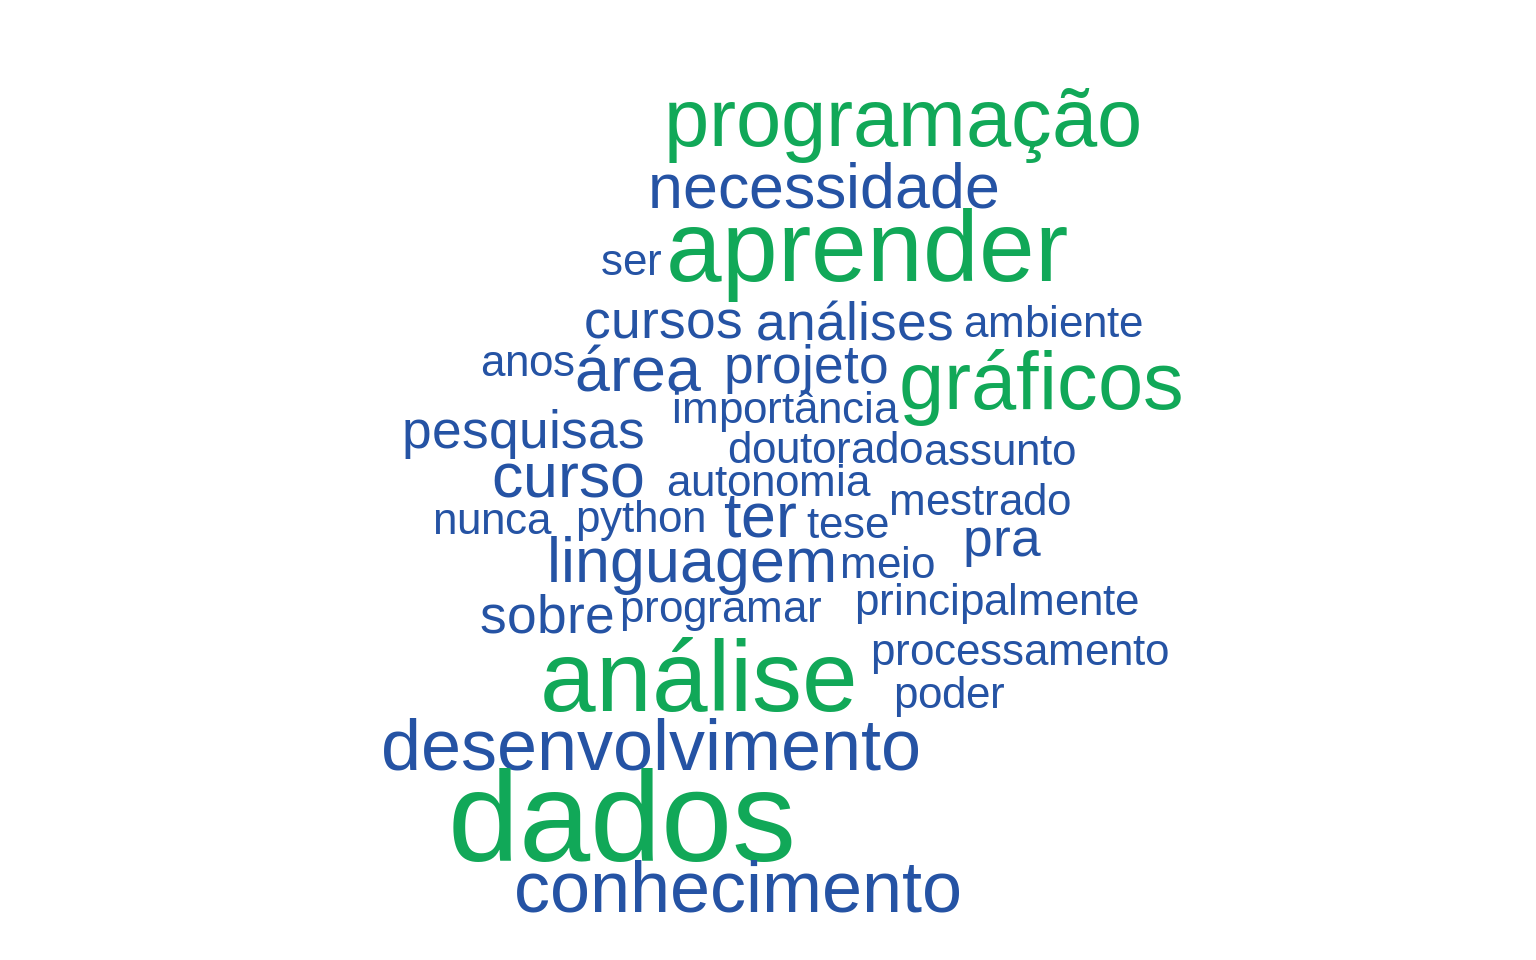 programação
necessidade
ser aprender
cursos análises ambiente
anos área projeto gráficos
importância
pesquisas doutorado assunto
curso autonomia mestrado
nunca python ter tese pra
linguagem meio
sobre programar principalmente
análise processamento
poder
desenvolvimento
dados
conhecimento